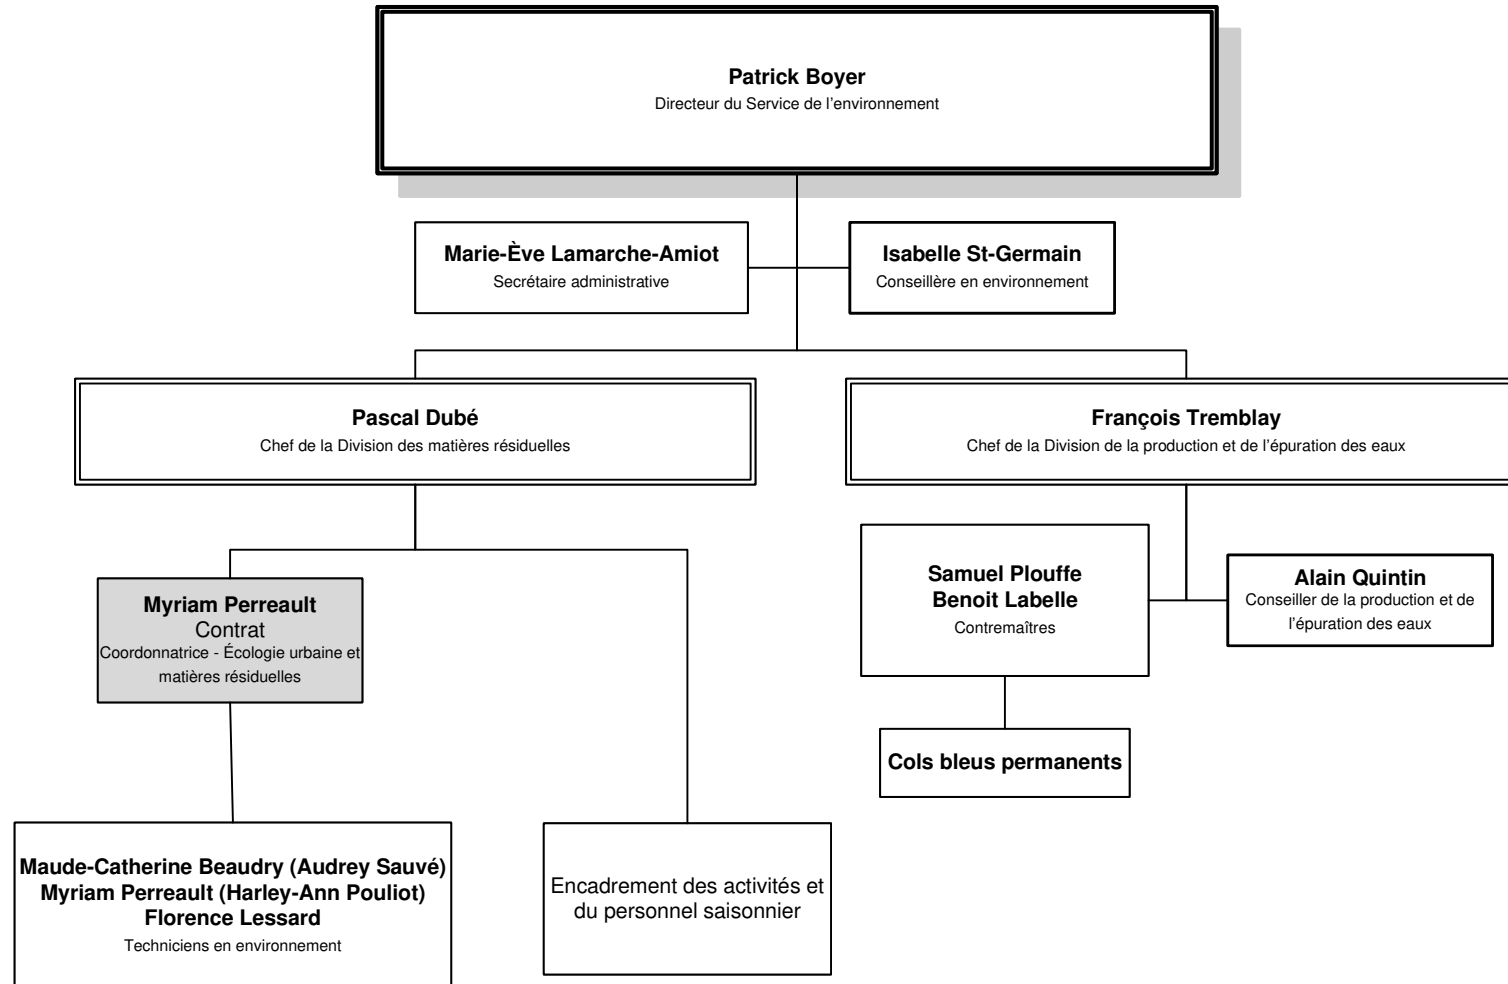 Patrick Boyer
Directeur du Service de l'environnement
Marie-Ève Lamarche-Amiot
Secrétaire administrative
Isabelle St-Germain
Conseillère en environnement
Pascal Dubé
Chef de la Division des matières résiduelles
François Tremblay
Chef de la Division de la production et de l'épuration des eaux
Myriam Perreault
Contrat
Coordonnatrice - Écologie urbaine et
matières résiduelles
Samuel Plouffe
Benoit Labelle
Contremaîtres
Alain Quintin
Conseiller de la production et de
l'épuration des eaux
Cols bleus permanents
Maude-Catherine Beaudry (Audrey Sauvé)
Myriam Perreault (Harley-Ann Pouliot)
Florence Lessard
Techniciens en environnement
Encadrement des activités et
du personnel saisonnier